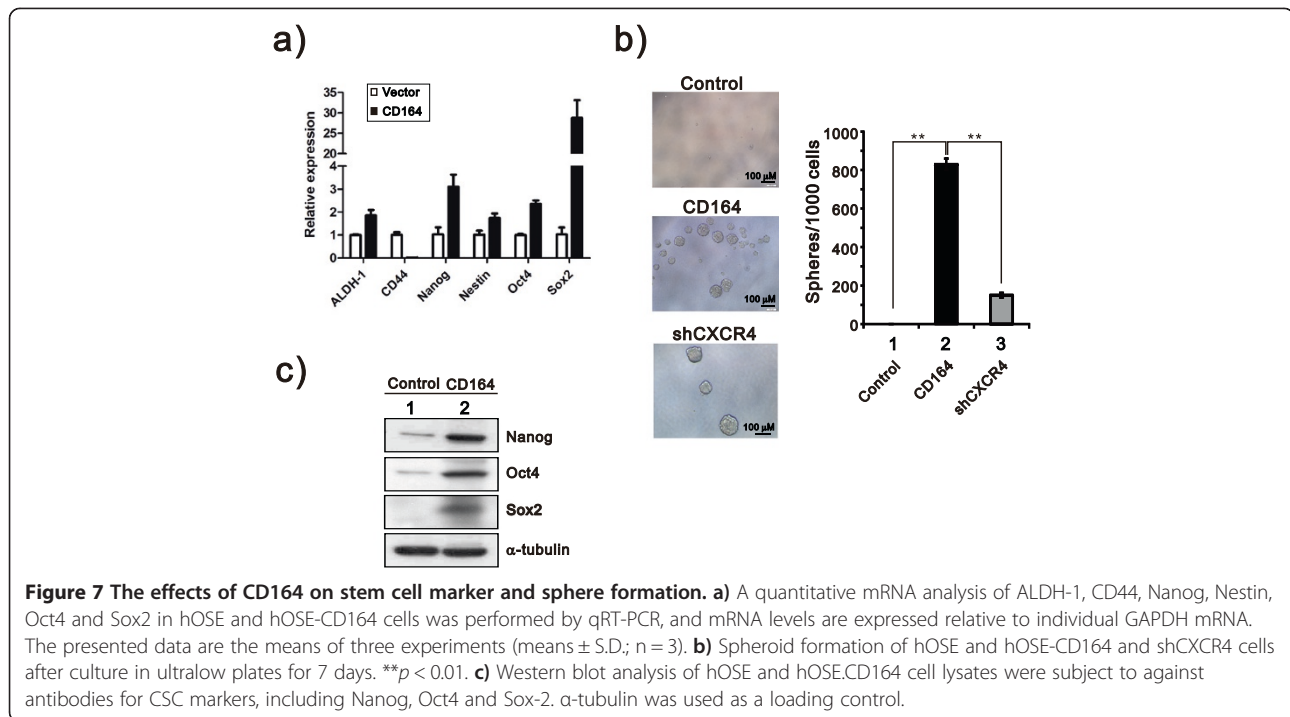 a)
Vector
CD164
Relative expression
35
30
25
20
4
3
2
1
0
ALDH-1
CD44
Nanog
Nestin
Oct4
Sox2
b)
Control
100 µM
CD164
100 µM
shCXCR4
100 µM
Spheres/1000 cells
1000
800
600
400
200
0
**
**
1
2
3
Control
CD164
shCXCR4
c)
Control CD164
1 2
Nanog
Oct4
Sox2
α-tubulin
Figure 7 The effects of CD164 on stem cell marker and sphere formation. a) A quantitative mRNA analysis of ALDH-1, CD44, Nanog, Nestin,
Oct4 and Sox2 in hOSE and hOSE-CD164 cells was performed by qRT-PCR, and mRNA levels are expressed relative to individual GAPDH mRNA.
The presented data are the means of three experiments (means ± S.D.; n = 3). b) Spheroid formation of hOSE and hOSE-CD164 and shCXCR4 cells
after culture in ultralow plates for 7 days. **p < 0.01. c) Western blot analysis of hOSE and hOSE.CD164 cell lysates were subject to against
antibodies for CSC markers, including Nanog, Oct4 and Sox-2. α-tubulin was used as a loading control.